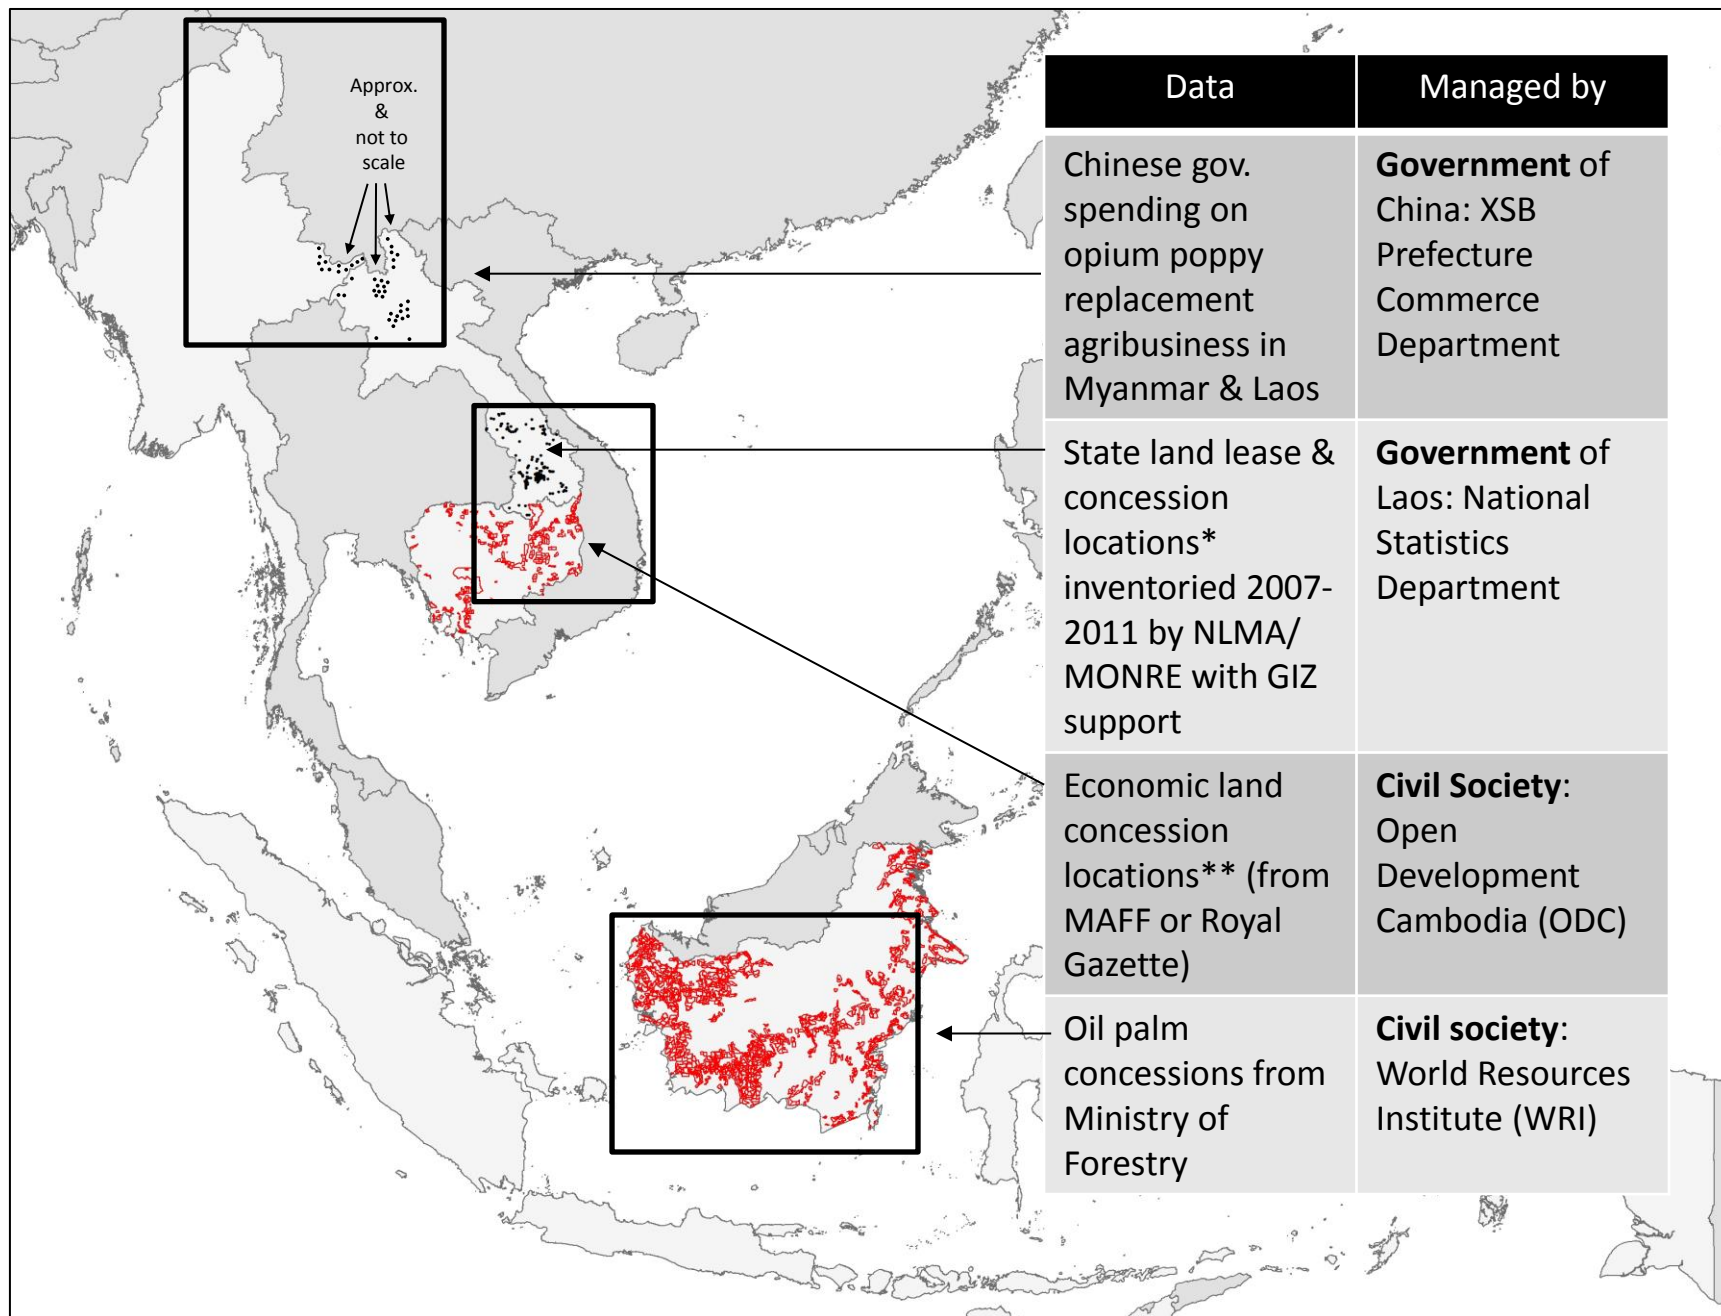 Approx.
&
not to
scale
Data
Managed by
Chinese gov.
spending on
opium poppy
replacement
agribusiness in
Myanmar & Laos
Government of
China: XSB
Prefecture
Commerce
Department
State land lease &
concession
locations*
inventoried 2007-
2011 by NLMA/
MONRE with GIZ
support
Government of
Laos: National
Statistics
Department
Economic land
concession
locations** (from
MAFF or Royal
Gazette)
Civil Society:
Open
Development
Cambodia (ODC)
Oil palm
concessions from
Ministry of
Forestry
Civil society:
World Resources
Institute (WRI)